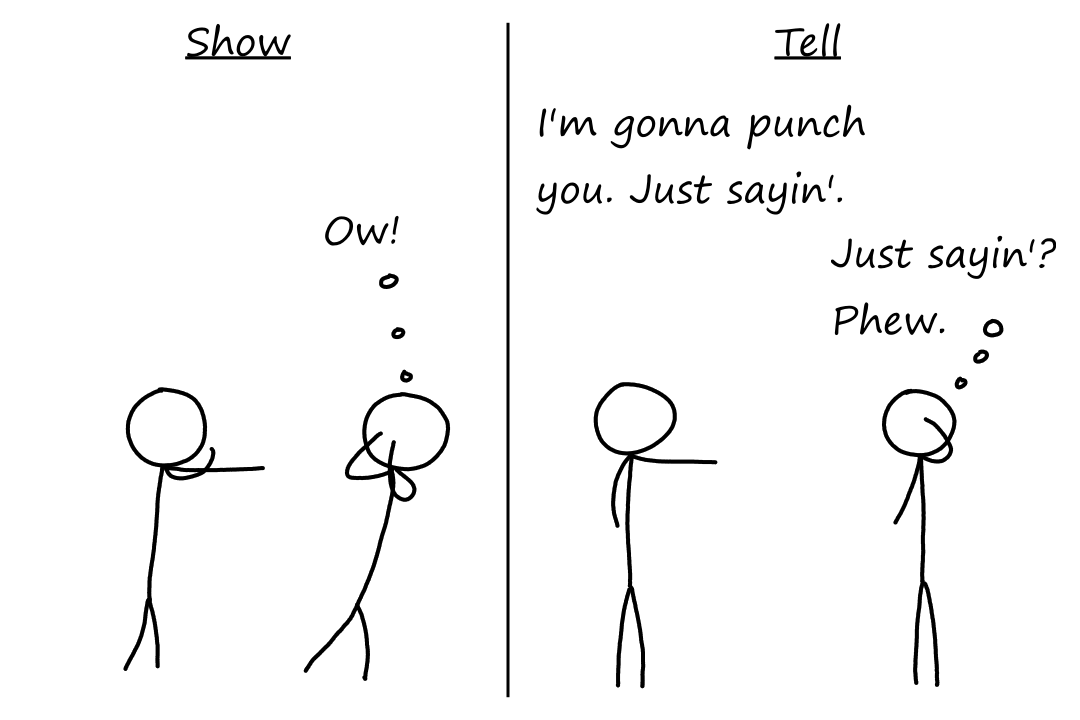 Show
Ow!
Tell
I'm gonna punch
you. Just sayin'.
Just sayin'?
Phew.